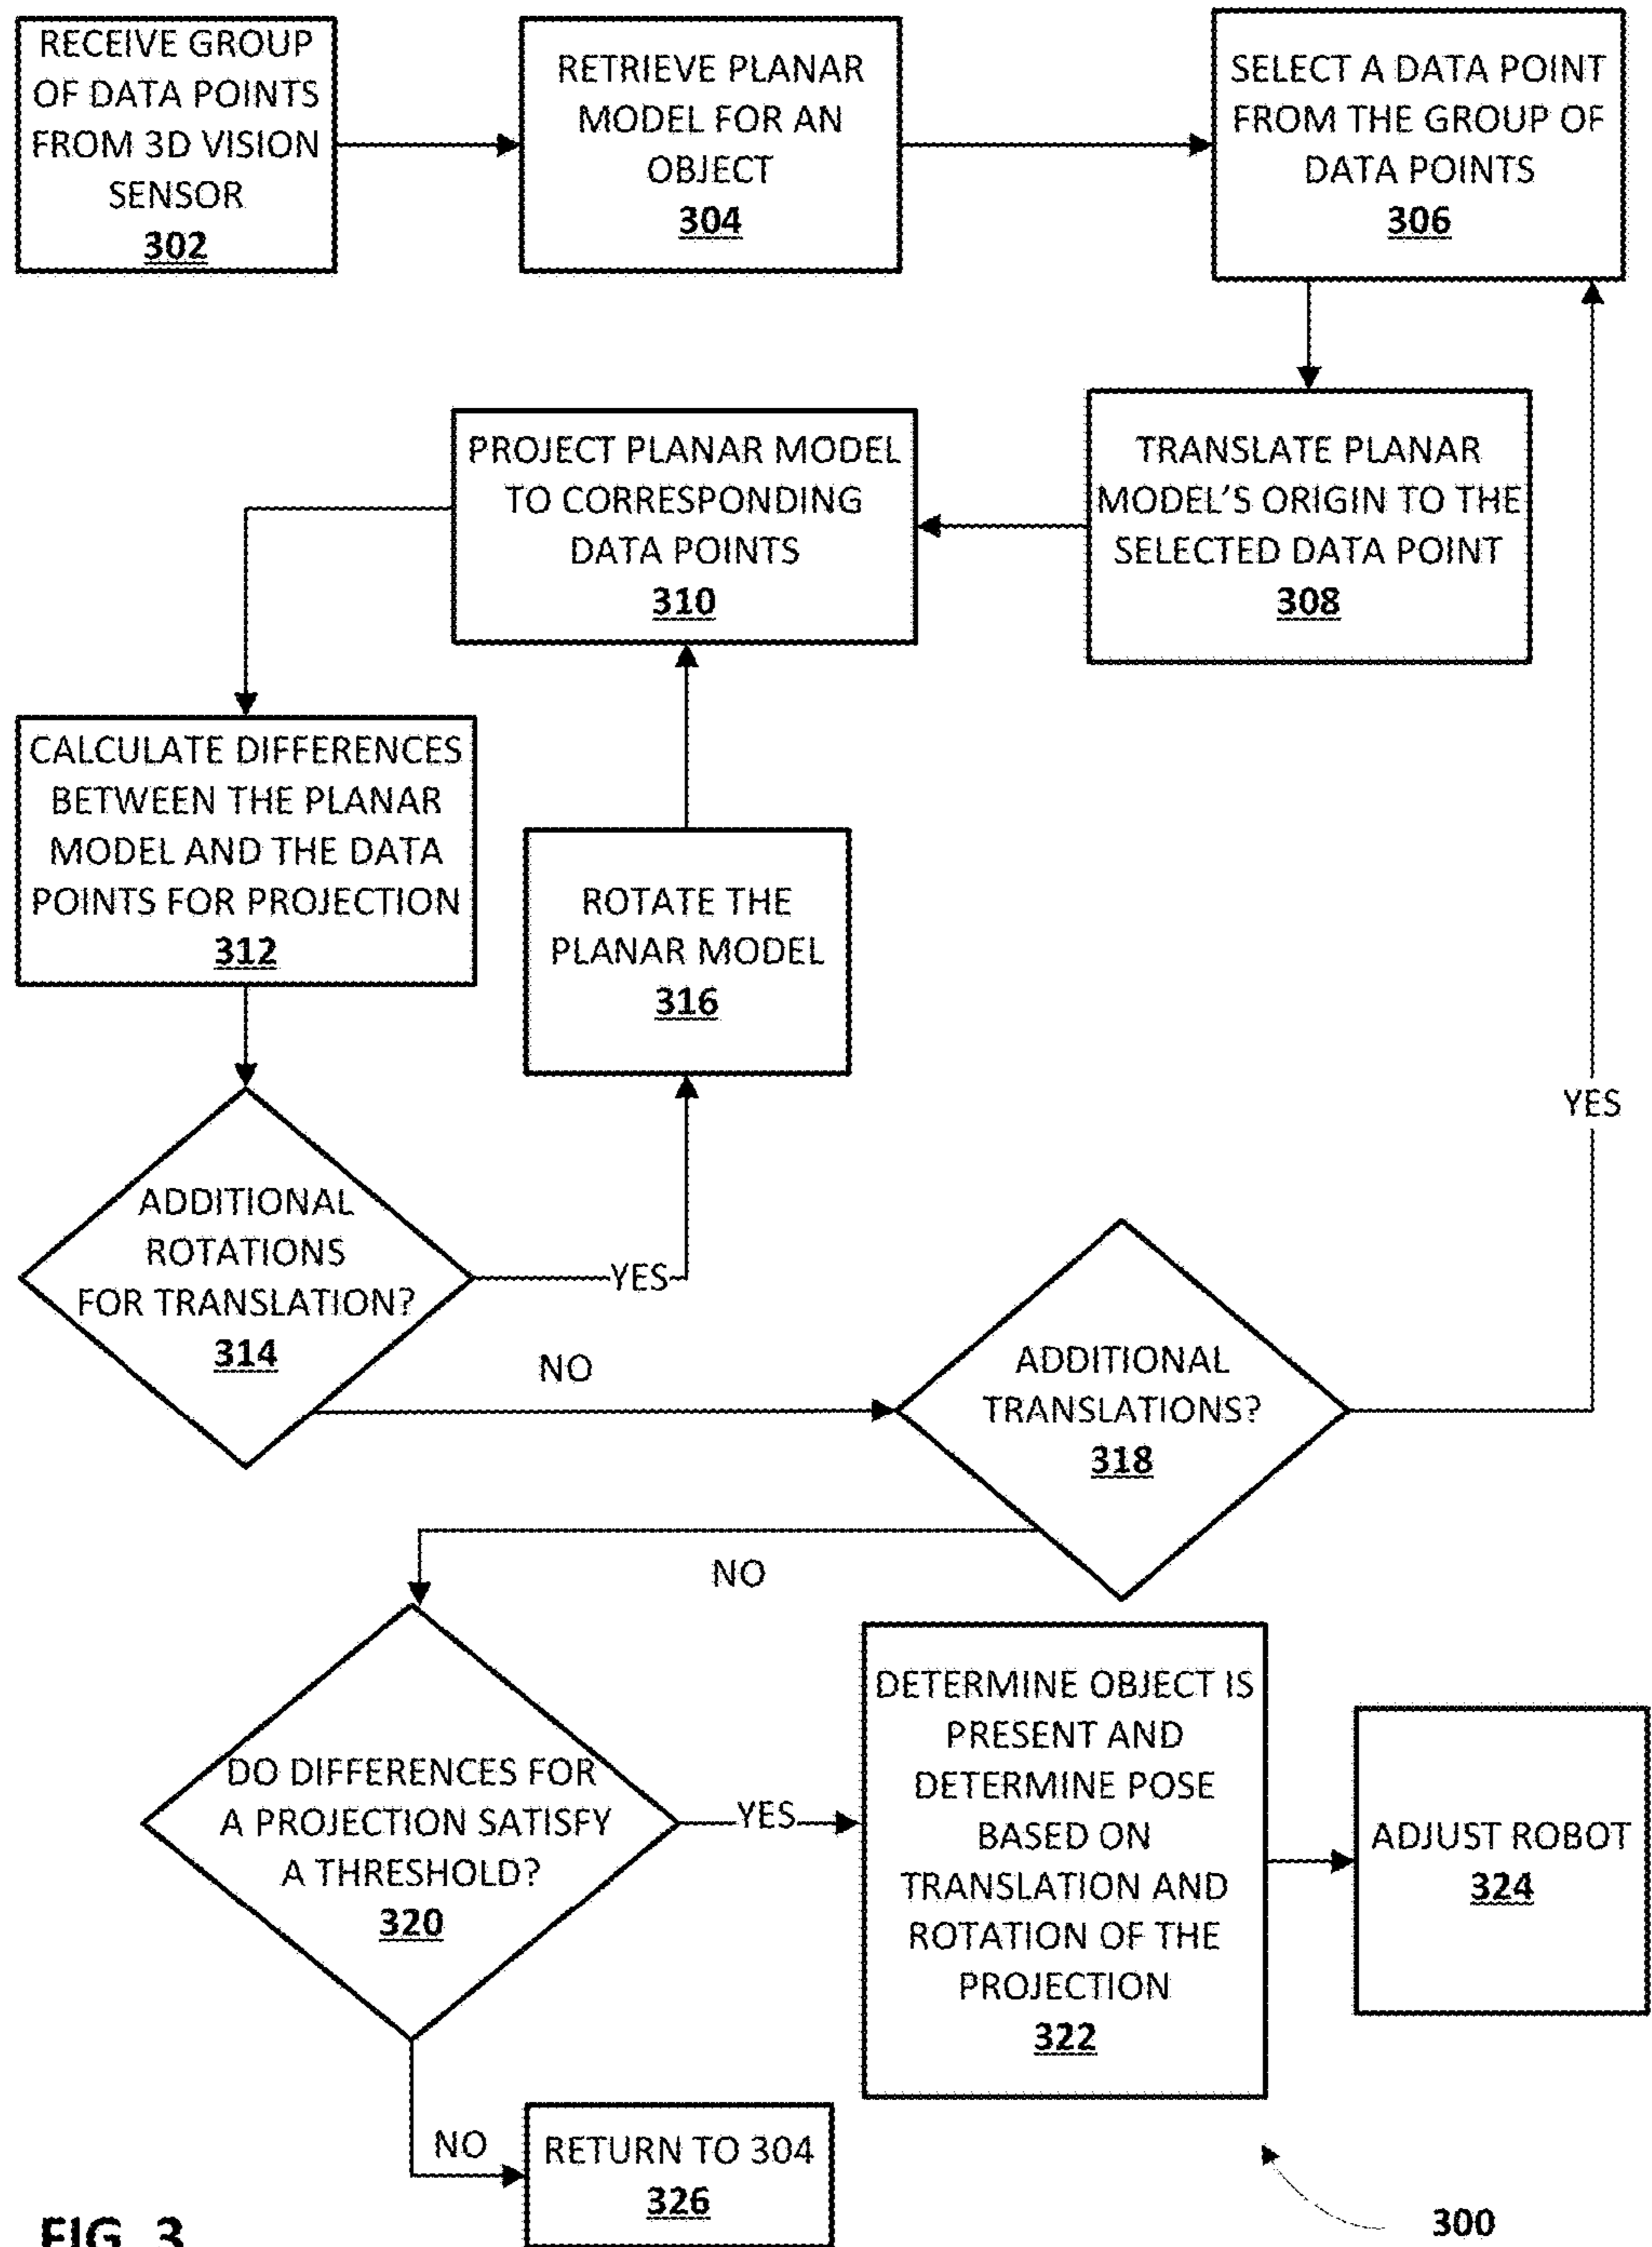 RECEIVE GROUP
OF DATA POINTS
FROM 3D VISION
SENSOR
302
RETRIEVE PLANAR
MODEL FOR AN
OBJECT
304
SELECT A DATA POINT
FROM THE GROUP OF
DATA POINTS
306
TRANSLATE PLANAR
MODEL'S ORIGIN TO THE
SELECTED DATA POINT
308
PROJECT PLANAR MODEL
TO CORRESPONDING
DATA POINTS
310
CALCULATE DIFFERENCES
BETWEEN THE PLANAR
MODEL AND THE DATA
POINTS FOR PROJECTION
312
ROTATE THE
PLANAR MODEL
316
ADDITIONAL
ROTATIONS
FOR TRANSLATION?
314
YES
NO
ADDITIONAL
TRANSLATIONS?
318
YES
NO
DO DIFFERENCES FOR
A PROJECTION SATISFY
A THRESHOLD?
320
YES
DETERMINE OBJECT IS
PRESENT AND
DETERMINE POSE
BASED ON
TRANSLATION AND
ROTATION OF THE
PROJECTION
322
ADJUST ROBOT
324
NO
RETURN TO 304
326
300
FIG. 3